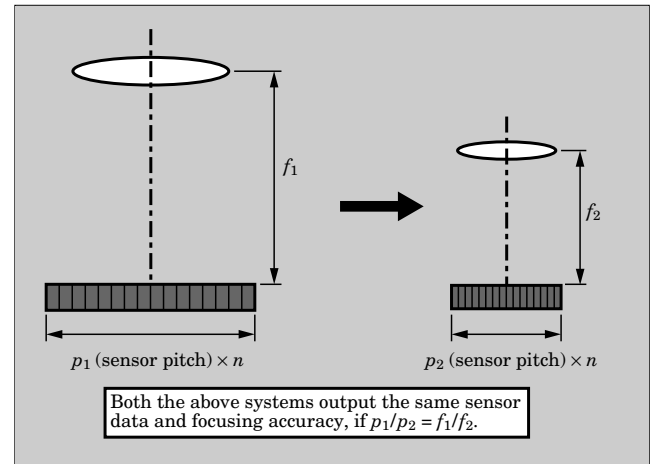 f₁
f₂
p₁ (sensor pitch) × n
p₂ (sensor pitch) × n
Both the above systems output the same sensor
data and focusing accuracy, if p₁/p₂ = f₁/f₂.